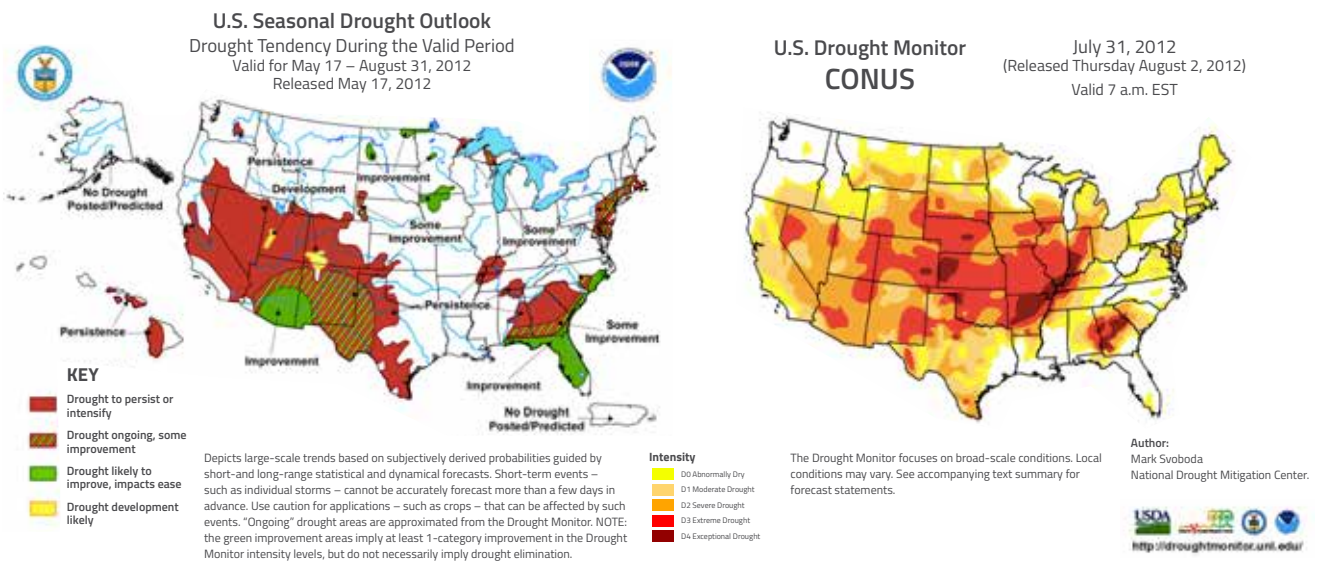 U.S. Seasonal Drought Outlook
Drought Tendency During the Valid Period
Valid for May 17 – August 31, 2012
Released May 17, 2012
No Drought
Posted/Predicted
Persistence
Development
Improvement
Some
Improvement
Some
Improvement
Persistence
Some
Improvement
Improvement
Improvement
Persistence
No Drought
Posted/Predicted
KEY
Drought to persist or
intensify
Drought ongoing, some
improvement
Drought likely to
improve, impacts ease
Drought development
likely
Depicts large-scale trends based on subjectively derived probabilities guided by
short-and long-range statistical and dynamical forecasts. Short-term events –
such as individual storms – cannot be accurately forecast more than a few days in
advance. Use caution for applications – such as crops – that can be affected by such
events. “Ongoing” drought areas are approximated from the Drought Monitor. NOTE:
the green improvement areas imply at least 1-category improvement in the Drought
Monitor intensity levels, but do not necessarily imply drought elimination.
U.S. Drought Monitor
CONUS
July 31, 2012
(Released Thursday August 2, 2012)
Valid 7 a.m. EST
Intensity
D0 Abnormally Dry
D1 Moderate Drought
D2 Severe Drought
D3 Extreme Drought
D4 Exceptional Drought
The Drought Monitor focuses on broad-scale conditions. Local
conditions may vary. See accompanying text summary for
forecast statements.
Author:
Mark Svoboda
National Drought Mitigation Center.
USDA
http://droughtmonitor.unl.edu/